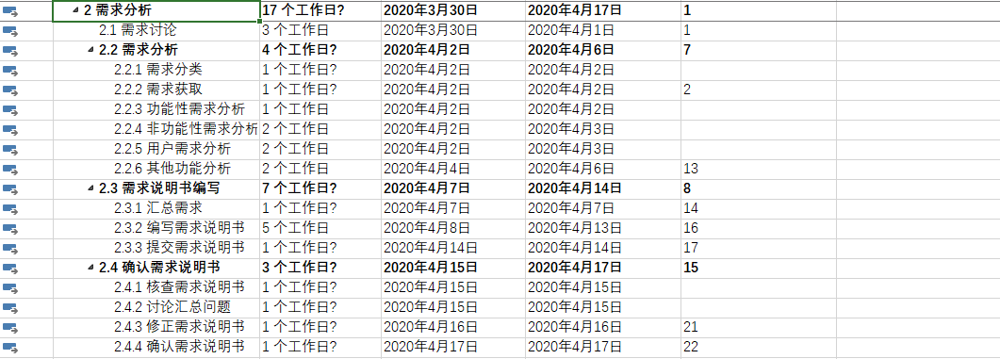 2 需求分析 17 个工作日? 2020年3月30日 2020年4月17日 1
2.1 需求讨论 3 个工作日 2020年3月30日 2020年4月1日 1
2.2 需求分析 4 个工作日? 2020年4月2日 2020年4月6日 7
2.2.1 需求分类 1 个工作日? 2020年4月2日 2020年4月2日
2.2.2 需求获取 1 个工作日? 2020年4月2日 2020年4月2日 2
2.2.3 功能性需求分析 1 个工作日 2020年4月2日 2020年4月2日
2.2.4 非功能性需求分析 2 个工作日 2020年4月2日 2020年4月3日
2.2.5 用户需求分析 2 个工作日 2020年4月2日 2020年4月3日
2.2.6 其他功能分析 2 个工作日 2020年4月4日 2020年4月6日 13
2.3 需求说明书编写 7 个工作日? 2020年4月7日 2020年4月14日 8
2.3.1 汇总需求 1 个工作日? 2020年4月7日 2020年4月7日 14
2.3.2 编写需求说明书 5 个工作日 2020年4月8日 2020年4月13日 16
2.3.3 提交需求说明书 1 个工作日? 2020年4月14日 2020年4月14日 17
2.4 确认需求说明书 3 个工作日? 2020年4月15日 2020年4月17日 15
2.4.1 核查需求说明书 1 个工作日? 2020年4月15日 2020年4月15日
2.4.2 讨论汇总问题 1 个工作日? 2020年4月15日 2020年4月15日
2.4.3 修正需求说明书 1 个工作日? 2020年4月16日 2020年4月16日 21
2.4.4 确认需求说明书 1 个工作日? 2020年4月17日 2020年4月17日 22